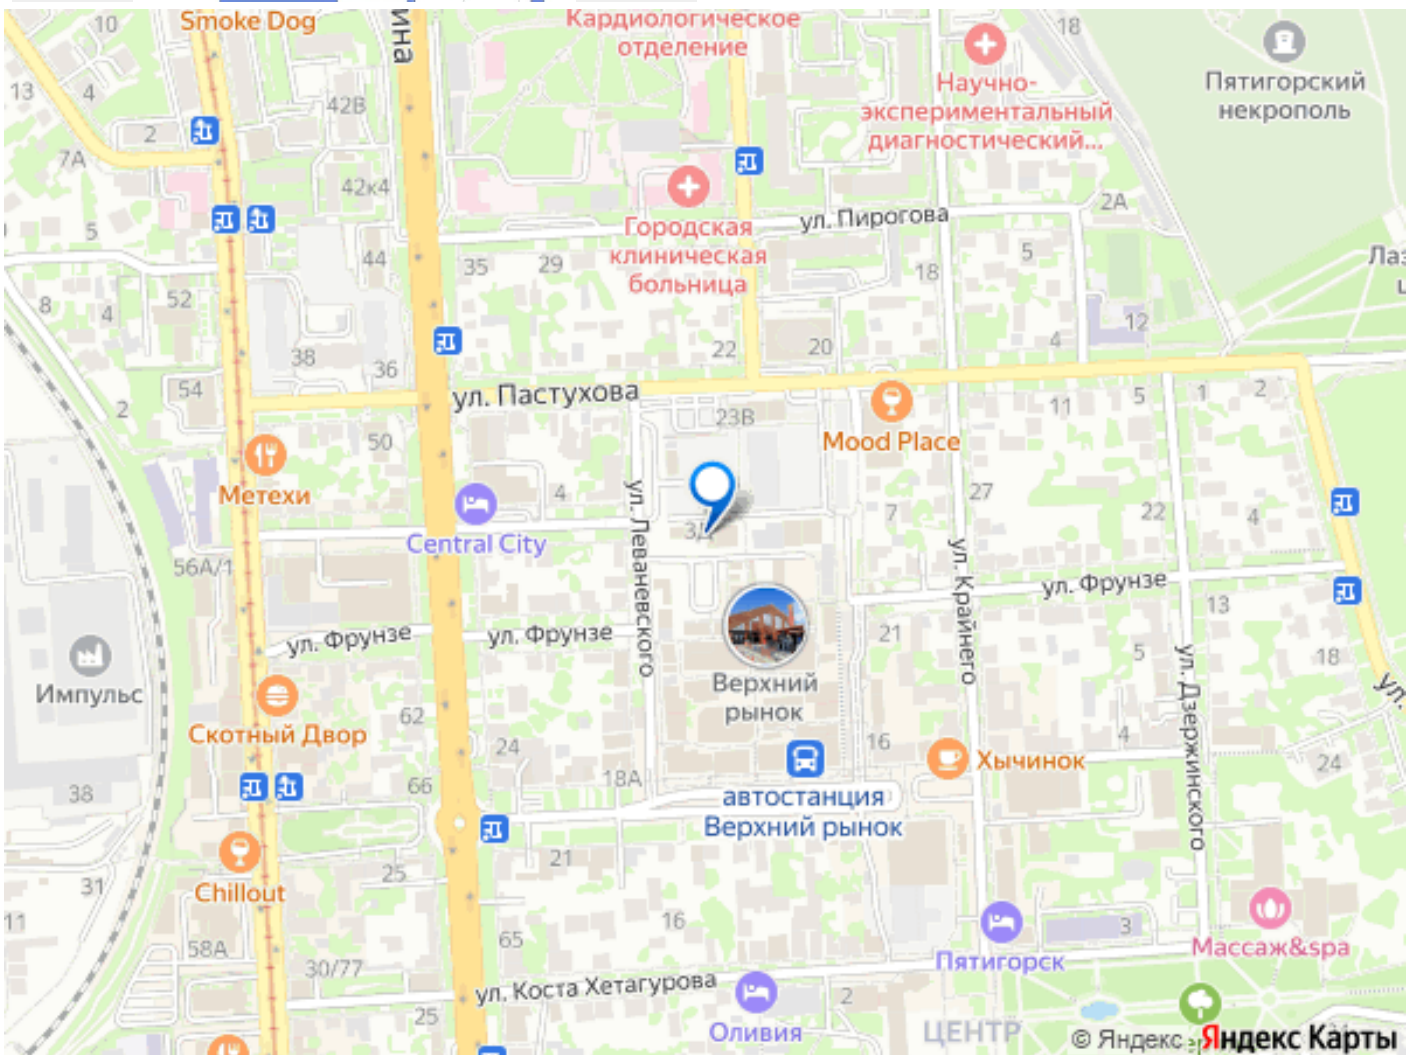 10
Smoke Dog
ина
Кардиологическое
отделение
18
Научно-
экспериментальный
диагностический...
Пятигорский
некрополь
13
4
2
7А
42В
42к4
5
44
35
29
Городская
клиническая
больница
ул. Пирогова
2А
5
18
Лаз
8
4
52
38
36
22
20
4
12
54
2
ул. Пастухова
23В
Mood Place
11
5
1
2
50
Метехи
4
27
7
22
4
Central City
ул. Леваневского
56А/1
ул. Крайнего
ул. Фрунзе
13
ул. Фрунзе
ул. Фрунзе
21
5
18
ул. Дзержинского
ул.
Импульс
Верхний
рынок
Скотный Двор
62
24
16
4
24
Хычинок
66
18А
38
автостанция
Верхний рынок
21
25
31
Chillout
11
58А
65
16
3
Массаж&spa
Пятигорск
30/77
ул. Коста Хетагурова
25
2
Оливия
ЦЕНТР
© Яндекс
Яндекс Карты